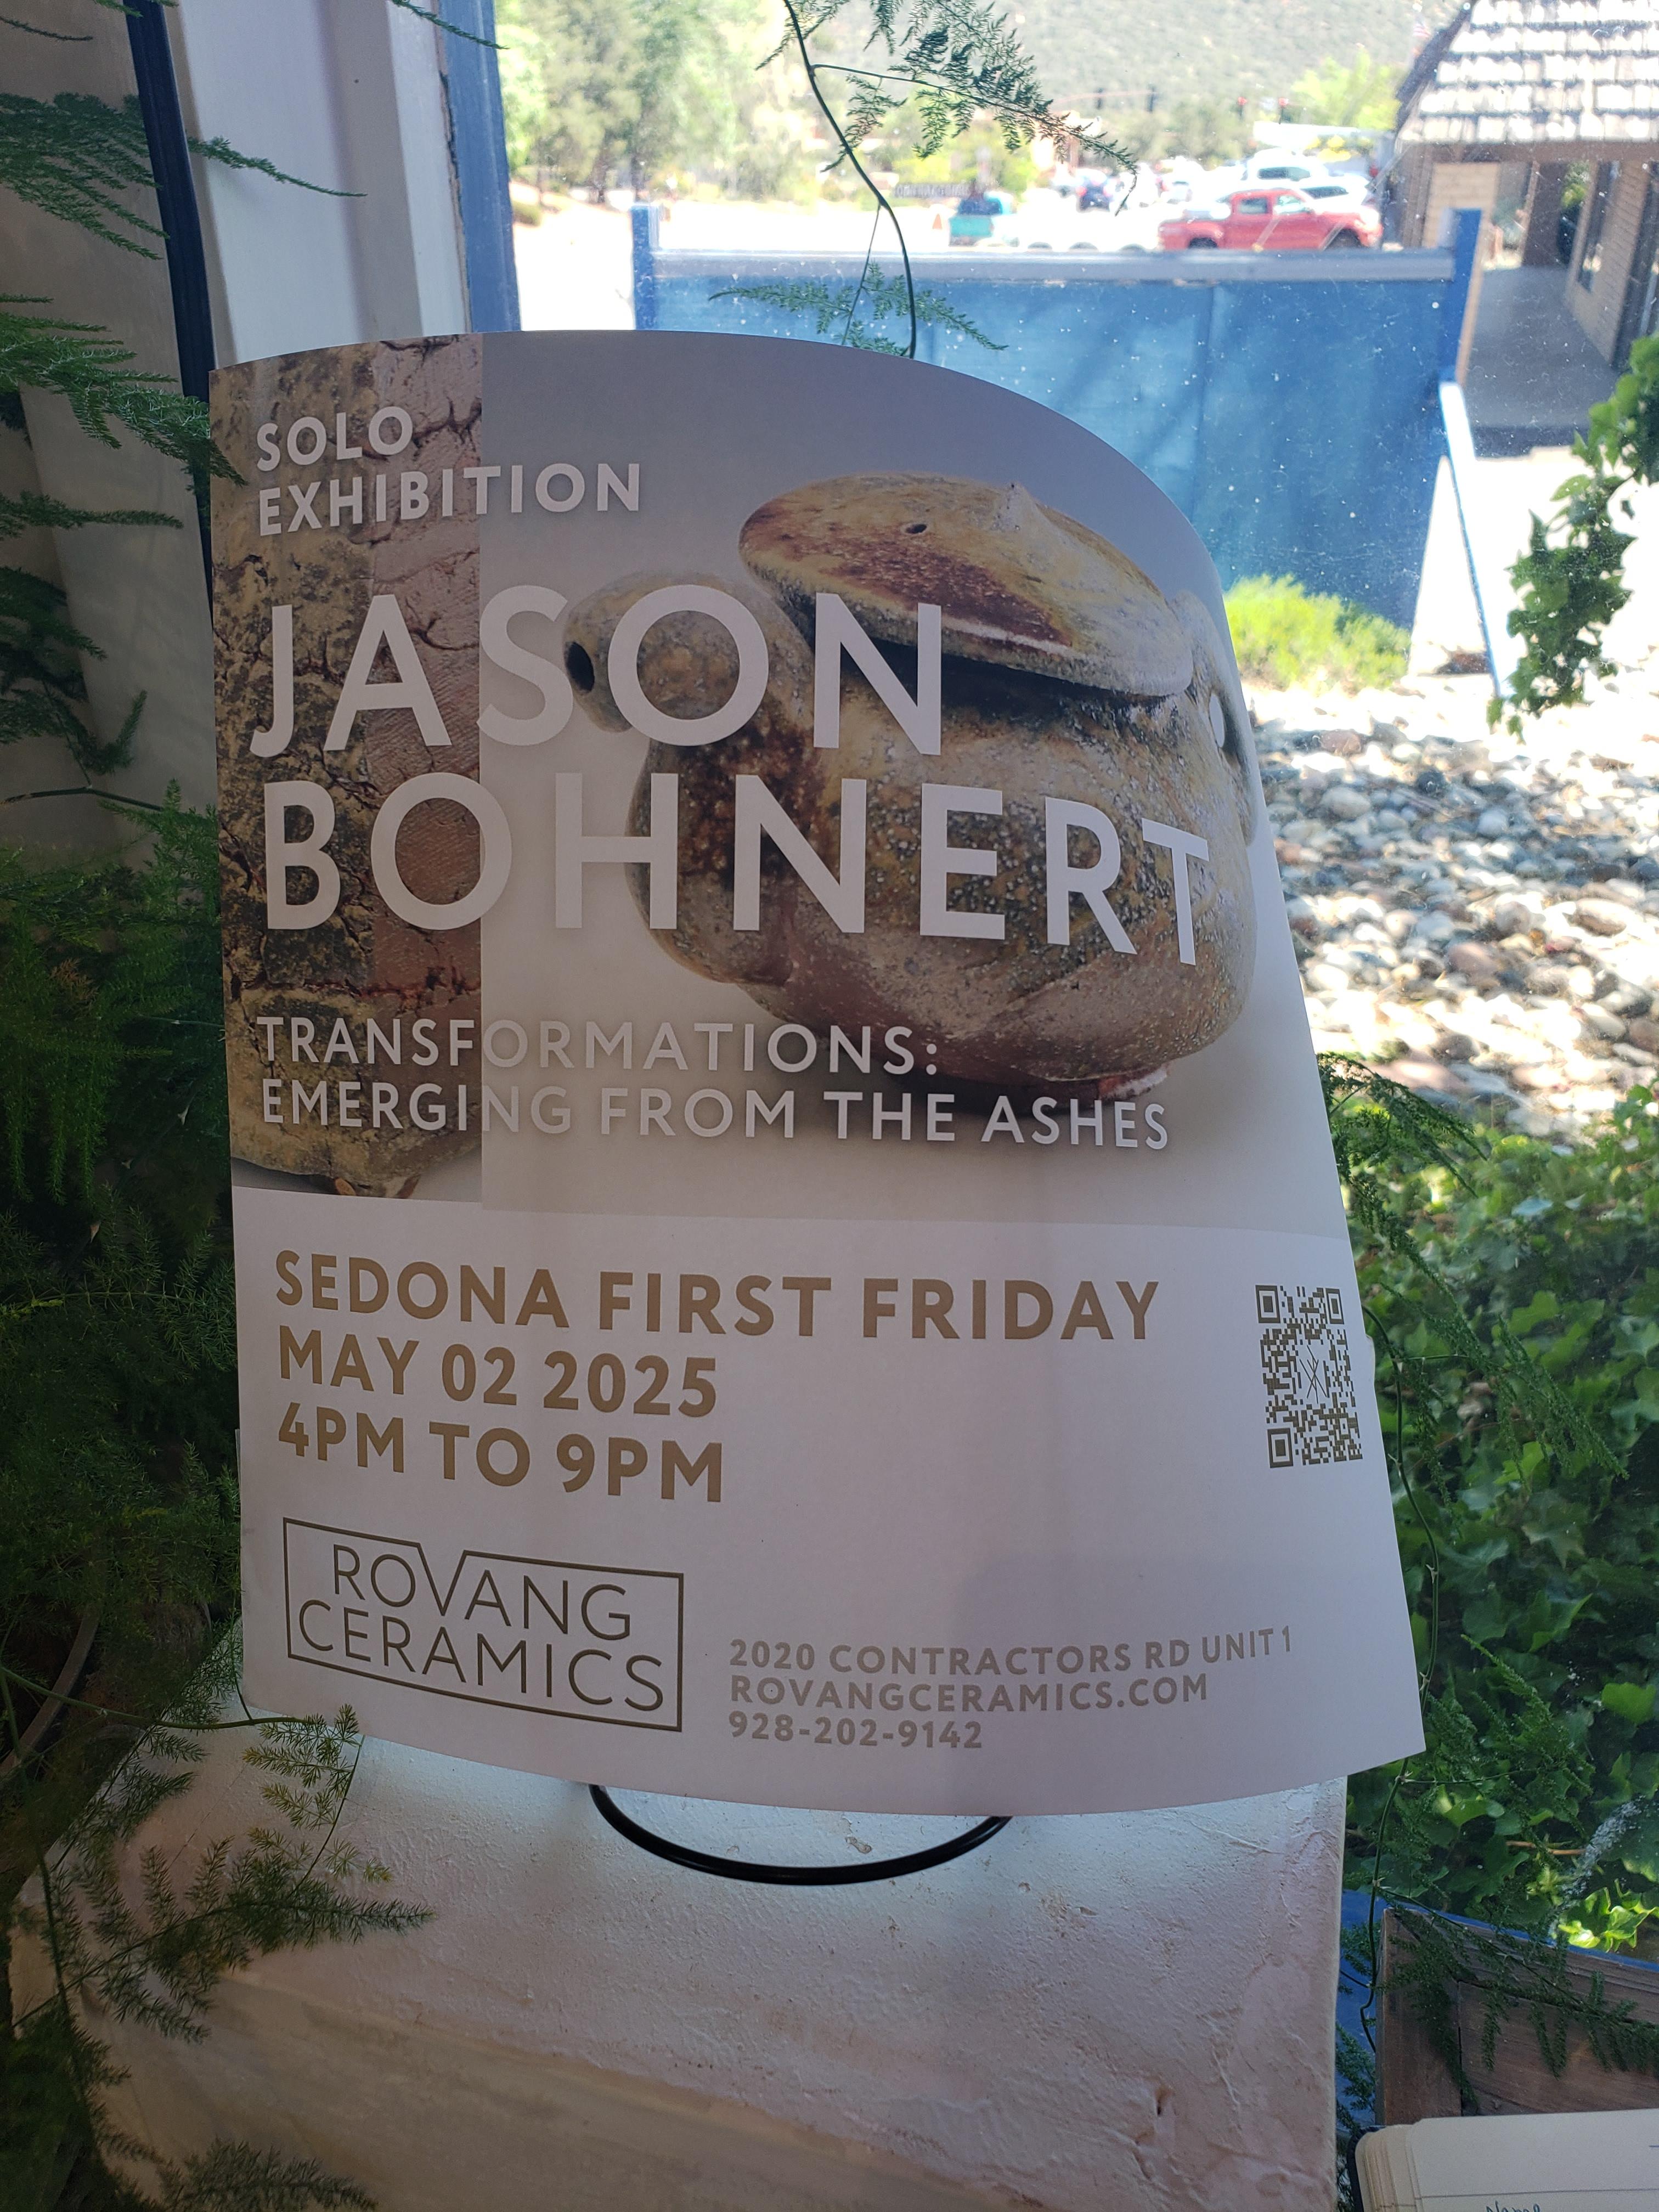 SOLO
EXHIBITION
JASON
BOHNERT
TRANSFORMATIONS:
EMERGING FROM THE ASHES
SEDONA FIRST FRIDAY
MAY 02 2025
4PM TO 9PM
ROVANG
CERAMICS
2020 CONTRACTORS RD UNIT 1
ROVANGCERAMICS.COM
928-202-9142